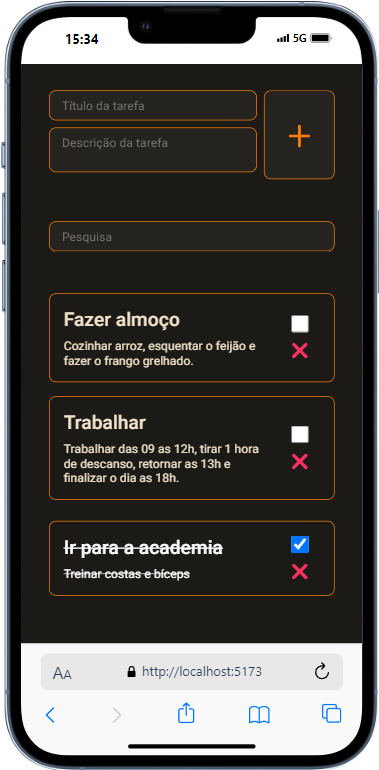 15:34
5G
Título da tarefa
Descrição da tarefa
Pesquisa
Fazer almoço
Cozinhar arroz, esquentar o feijão e
fazer o frango grelhado.
Trabalhar
Trabalhar das 09 as 12h, tirar 1 hora
de descanso, retornar as 13h e
finalizar o dia as 18h.
Ir para a academia
Treinar costas e bíceps
AA
http://localhost:5173